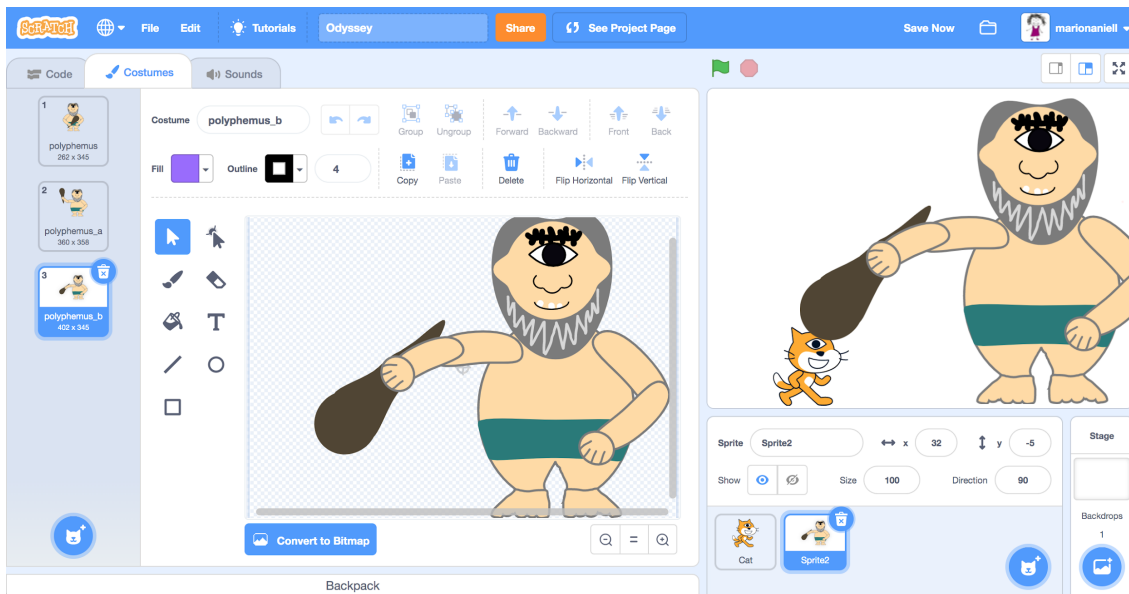 SCRATCH
File
Edit
Tutorials
Odyssey
Share
See Project Page
Save Now
marionaniell
Code
Costumes
Sounds
1
polyphemus
262 x 345
2
polyphemus_a
360 x 358
3
polyphemus_b
402 x 345
Costume
polyphemus_b
Group
Ungroup
Forward
Backward
Front
Back
Fill
Outline
4
Copy
Paste
Delete
Flip Horizontal
Flip Vertical
T
Convert to Bitmap
Backpack
Sprite
Sprite2
x
32
y
-5
Show
Size
100
Direction
90
Cat
Sprite2
Stage
Backdrops
1